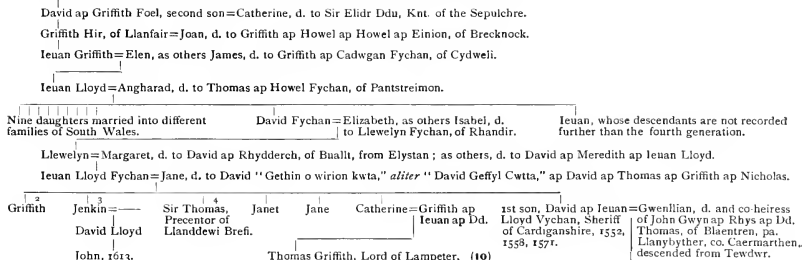 David ap Griffith Foel, second son=Catherine, d. to Sir Elidr Ddu, Knt. of the Sepulchre.
Griffith Hir, of Llanfair=Joan, d. to Griffith ap Howel ap Howel ap Einion, of Brecknock.
Ieuan Griffith=Elen, as others James, d. to Griffith ap Cadwgan Fychan, of Cydweli.
Ieuan Lloyd=Angharad, d. to Thomas ap Howel Fychan, of Pantstreimon.
Nine daughters married into different families of South Wales.
David Fychan=Elizabeth, as others Isabel, d. to Llewelyn Fychan, of Rhandir.
Ieuan, whose descendants are not recorded further than the fourth generation.
Llewelyn=Margaret, d. to David ap Rhydderch, of Buallt, from Elystan; as others, d. to David ap Meredith ap Ieuan Lloyd.
Ieuan Lloyd Fychan=Jane, d. to David "Gethin o wirion kwta," aliter "David Geffyl Cwtta," ap David ap Thomas ap Griffith ap Nicholas.
2
Griffith
3
Jenkin=——
David Lloyd
John, 1613.
4
Sir Thomas,
Precentor of
Llanddewi Brefi.
Janet
Jane
Catherine=Griffith ap
Ieuan ap Dd.
Thomas Griffith, Lord of Lampeter. (10)
1st son, David ap Ieuan=Gwenllian, d. and co-heiress
Lloyd Vychan, Sheriff of John Gwyn ap Rhys ap Dd.
of Cardiganshire, 1552, Thomas, of Blaentren, pa.
1558, 1571. Llanybyther, co. Caermarthen,
descended from Tewdwr.